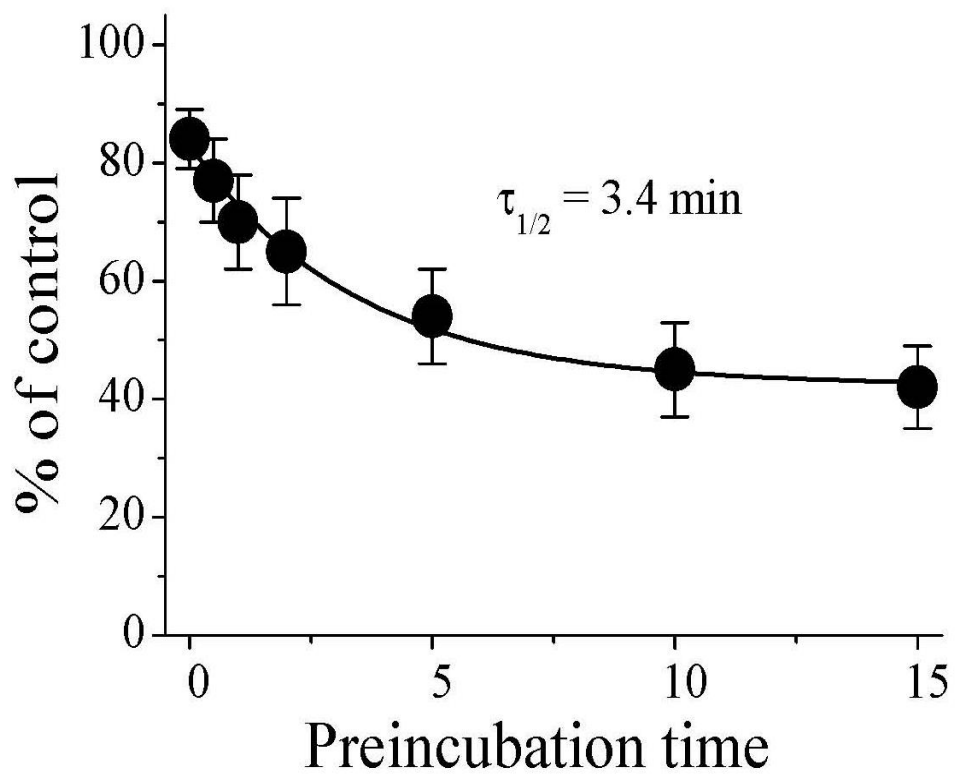 100
80
60
40
20
0
% of control
τ1/2 = 3.4 min
0 5 10 15
Preincubation time